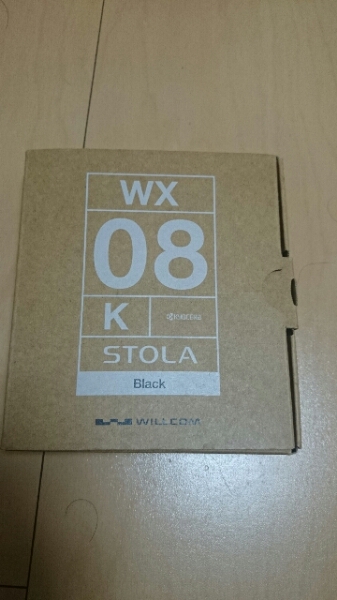 WX
08
K KYOCERA
STOLA
Black
WILLCOM